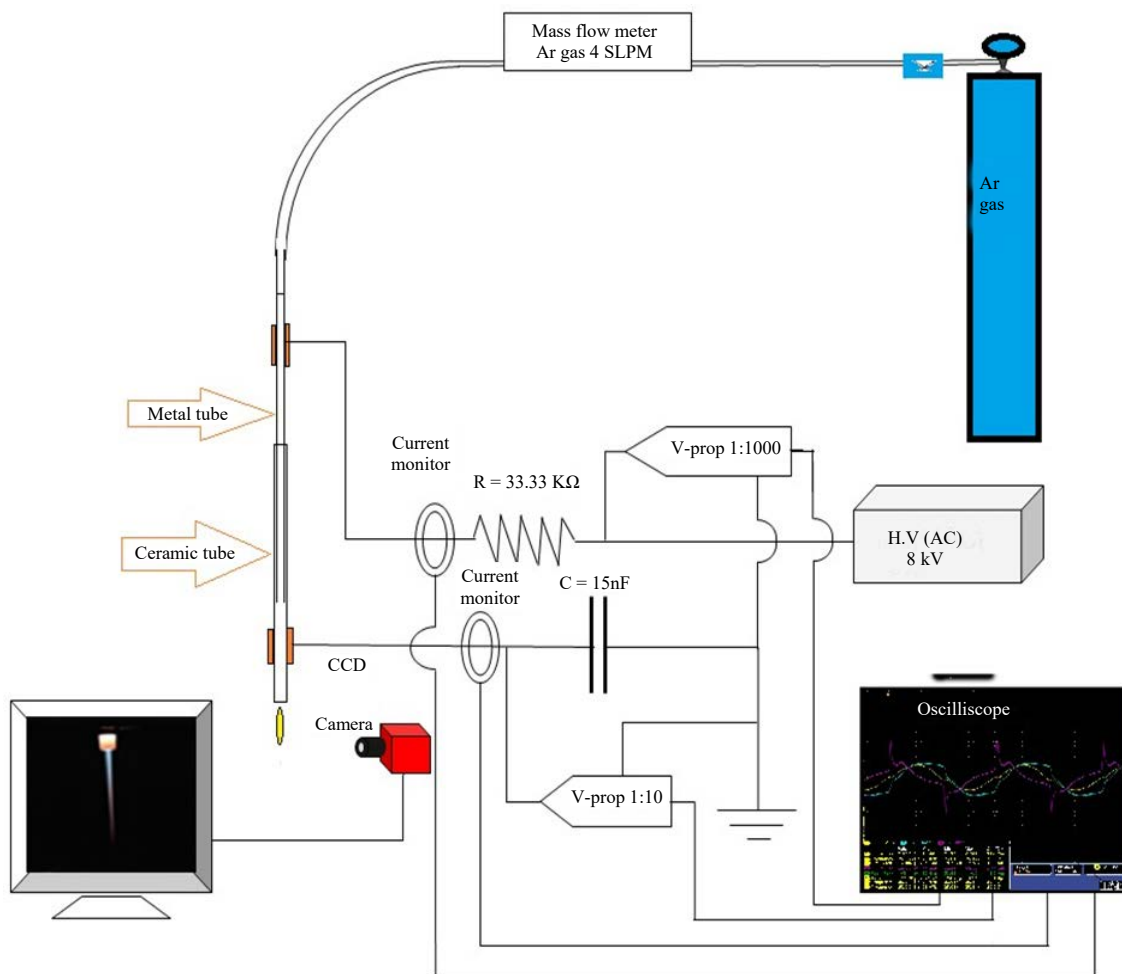 Mass flow meter
Ar gas 4 SLPM
Ar
gas
Metal tube
Current
monitor
V-prop 1:1000
R = 33.33 KΩ
H.V (AC)
8 kV
Ceramic tube
Current
monitor
C = 15nF
CCD
Camera
Oscilliscope
V-prop 1:10